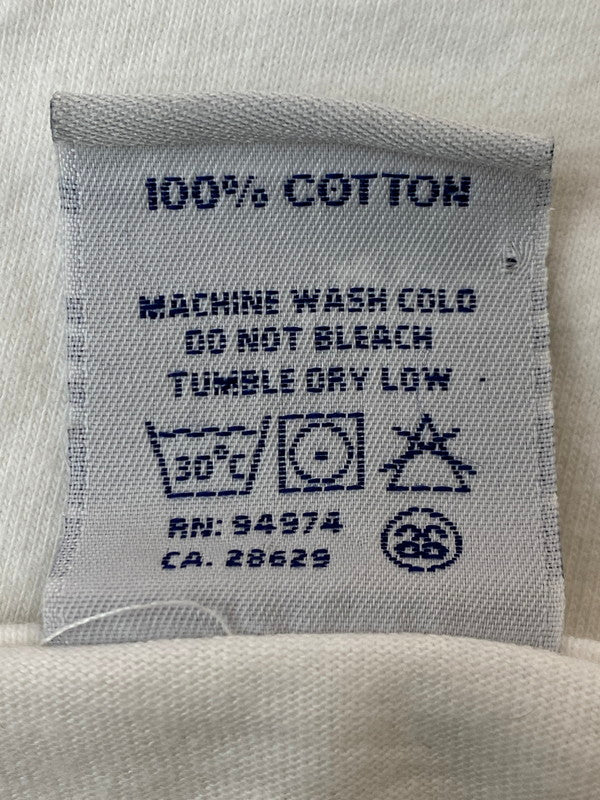 100% COTTON
MACHINE WASH COLD
DO NOT BLEACH
TUMBLE DRY LOW
30°C
RN: 94974
CA. 28629